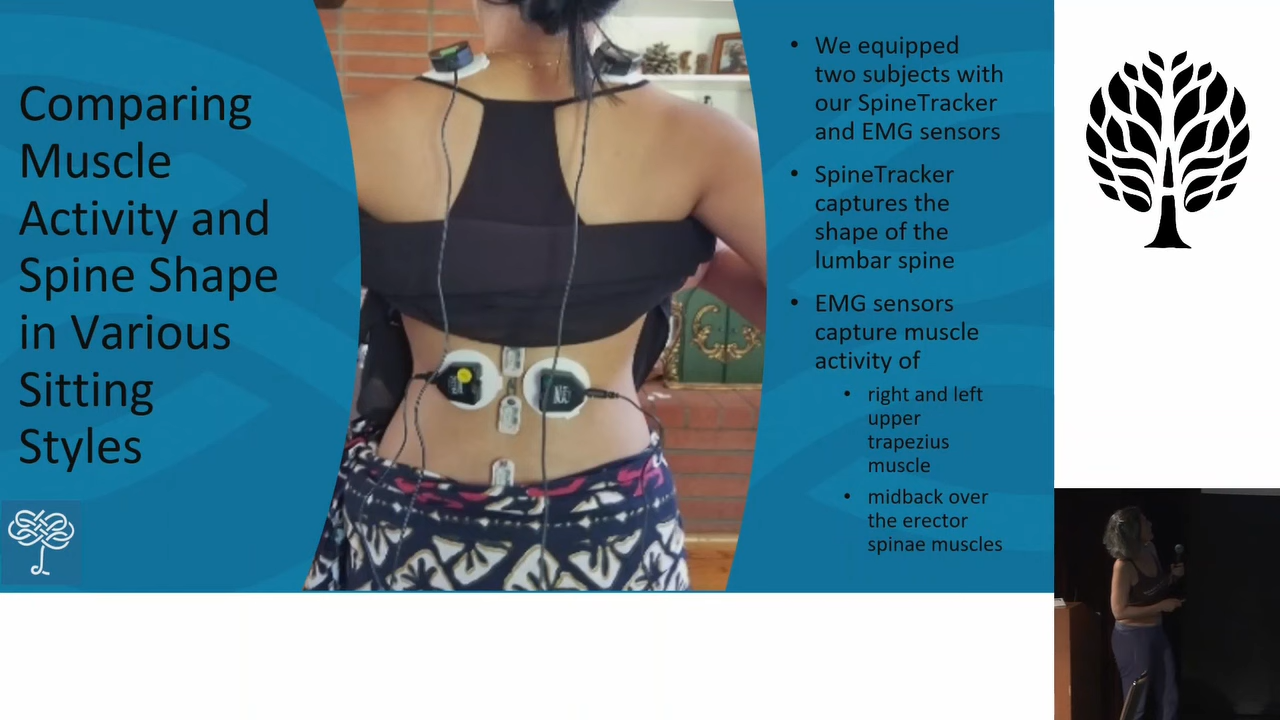 Comparing
Muscle
Activity and
Spine Shape
in Various
Sitting
Styles
• We equipped
two subjects with
our SpineTracker
and EMG sensors
• SpineTracker
captures the
shape of the
lumbar spine
• EMG sensors
capture muscle
activity of
• right and left
upper
trapezius
muscle
• midback over
the erector
spinae muscles